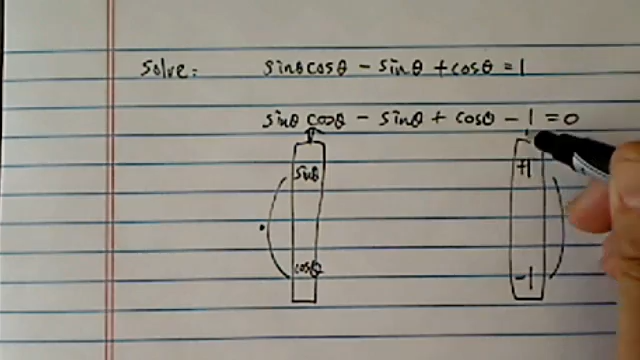 Solve: sinθcosθ - sinθ + cosθ = 1
sinθ cosθ - sinθ + cosθ - 1 = 0
sinθ +1
cosθ -1